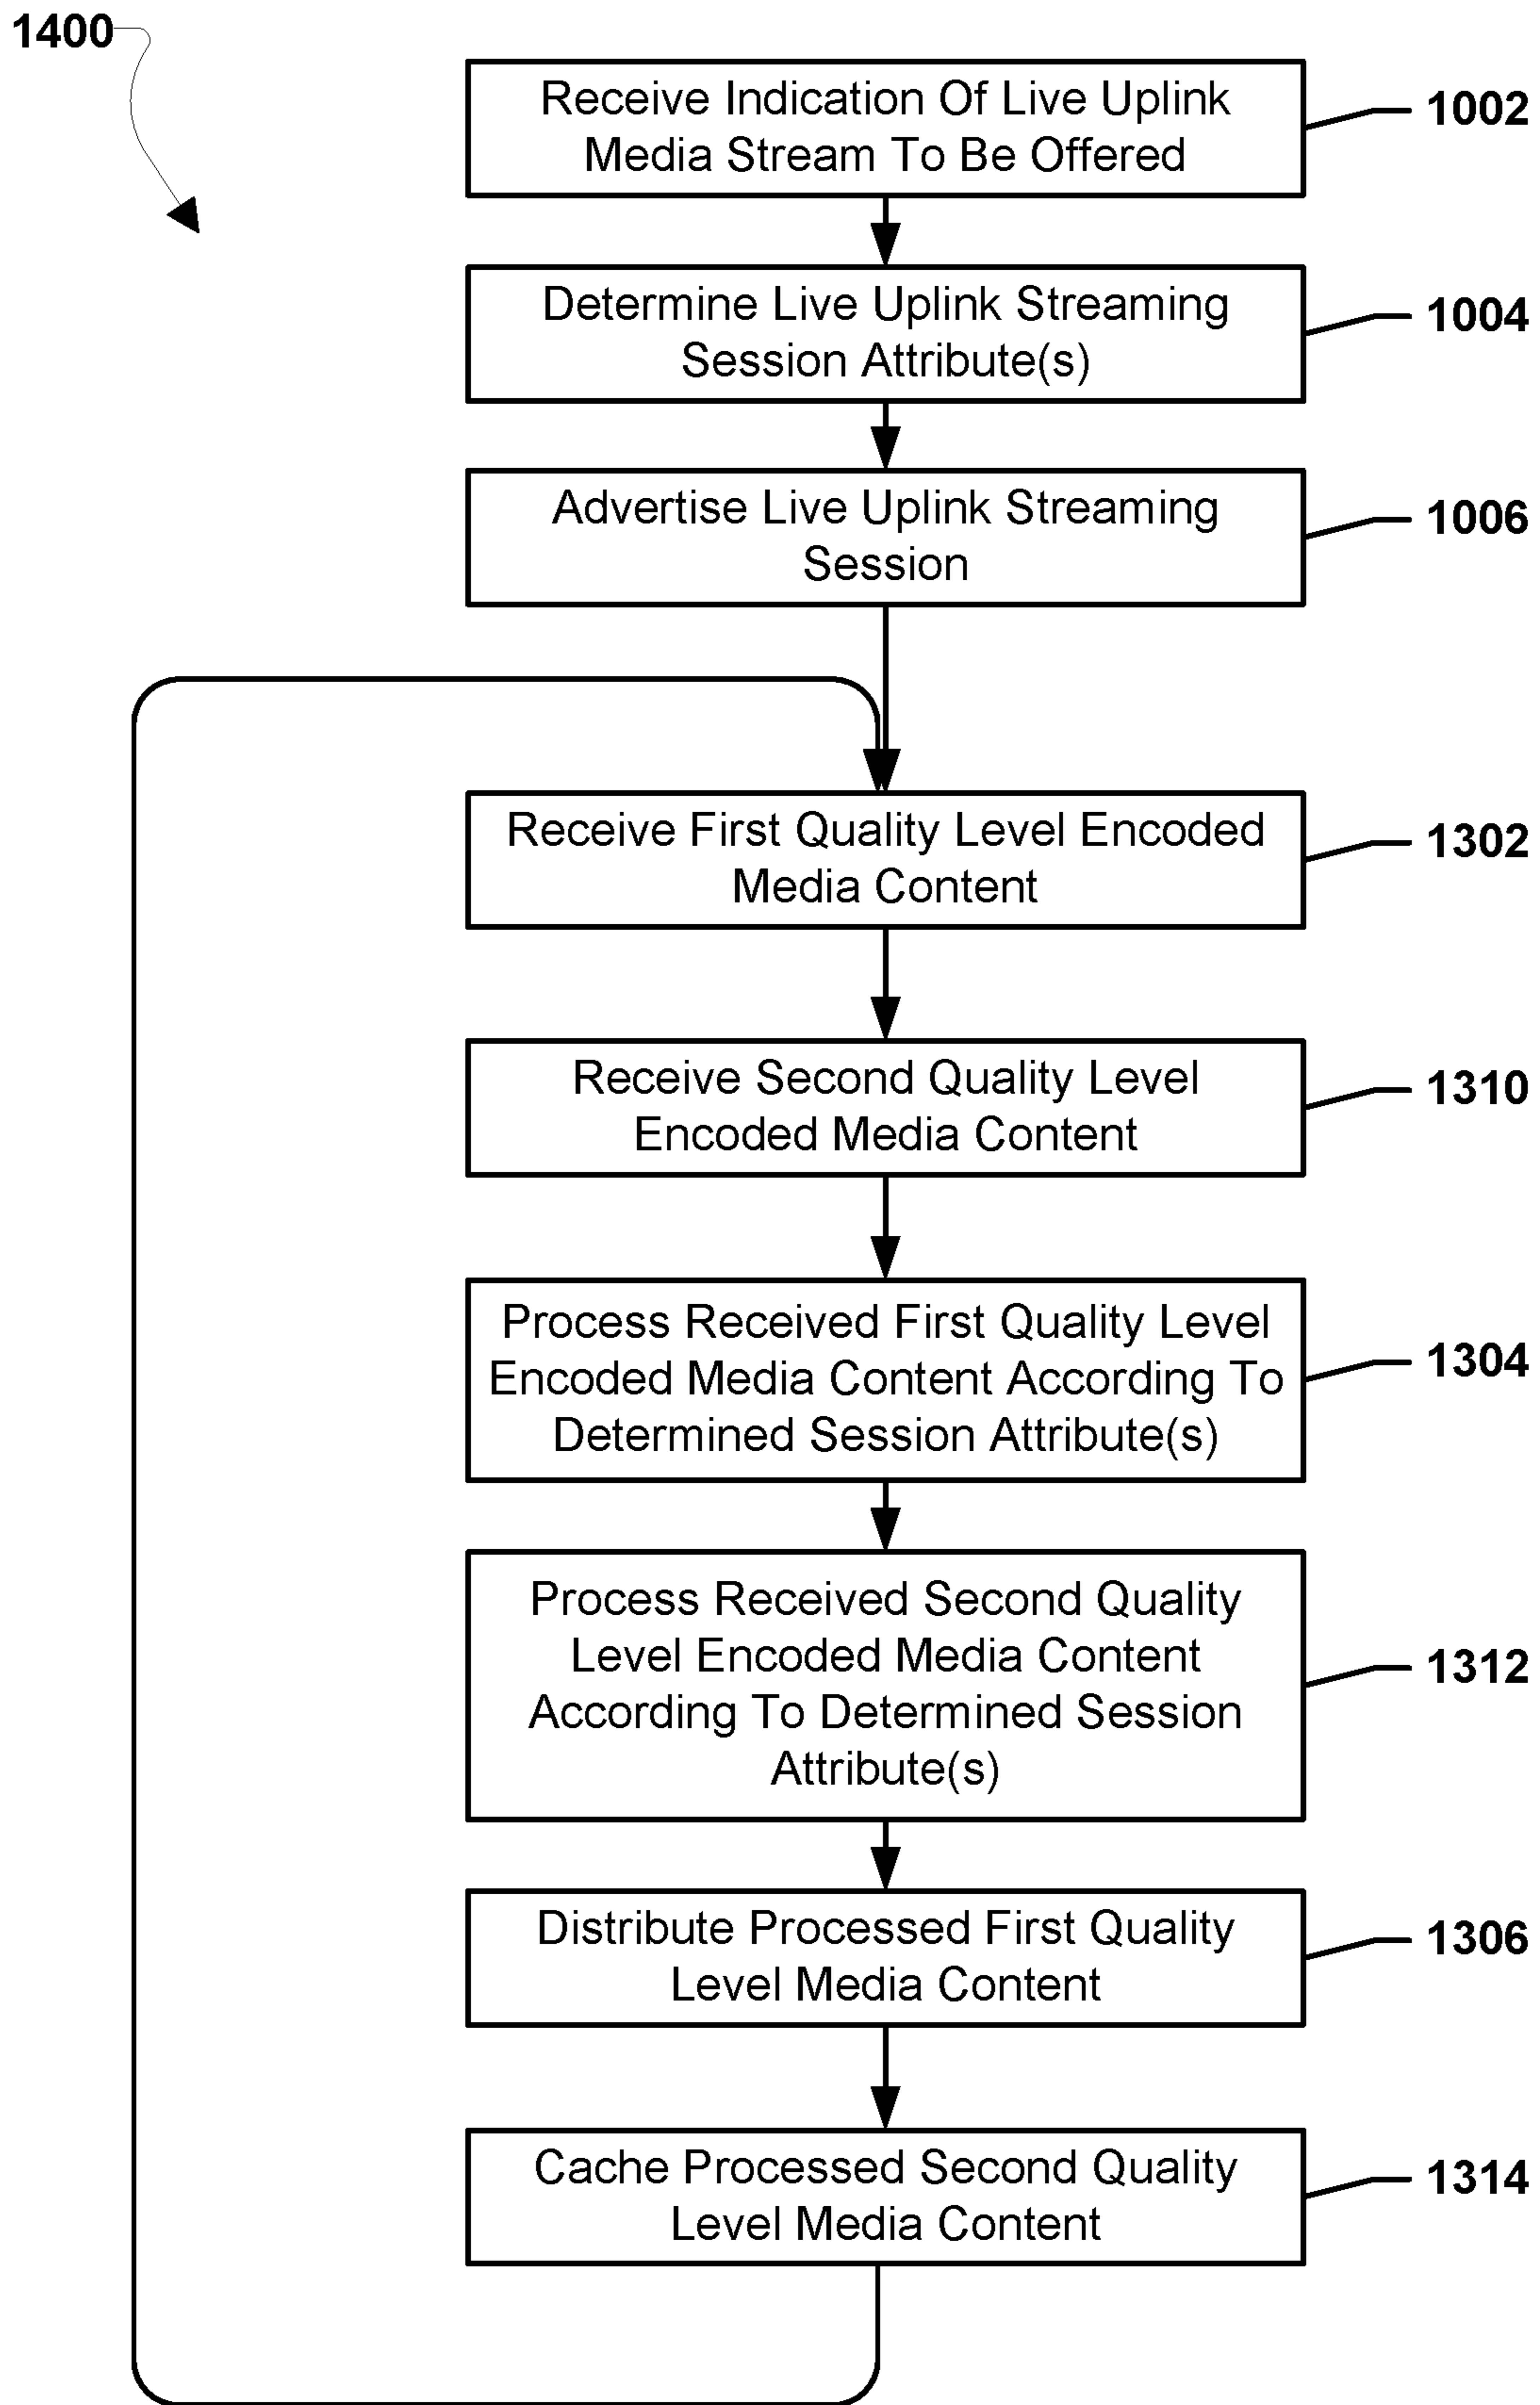 1400
Receive Indication Of Live Uplink
Media Stream To Be Offered
1002
Determine Live Uplink Streaming
Session Attribute(s)
1004
Advertise Live Uplink Streaming
Session
1006
Receive First Quality Level Encoded
Media Content
1302
Receive Second Quality Level
Encoded Media Content
1310
Process Received First Quality Level
Encoded Media Content According To
Determined Session Attribute(s)
1304
Process Received Second Quality
Level Encoded Media Content
According To Determined Session
Attribute(s)
1312
Distribute Processed First Quality
Level Media Content
1306
Cache Processed Second Quality
Level Media Content
1314